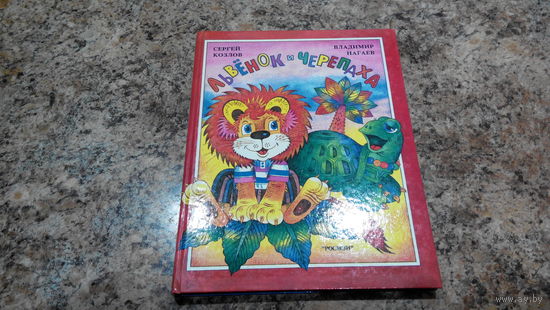 СЕРГЕЙ КОЗЛОВ
ВЛАДИМИР НАГАЕВ
ЛЬВЁНОК и ЧЕРЕПАХА
"РОСМЭН"
www.ay.by